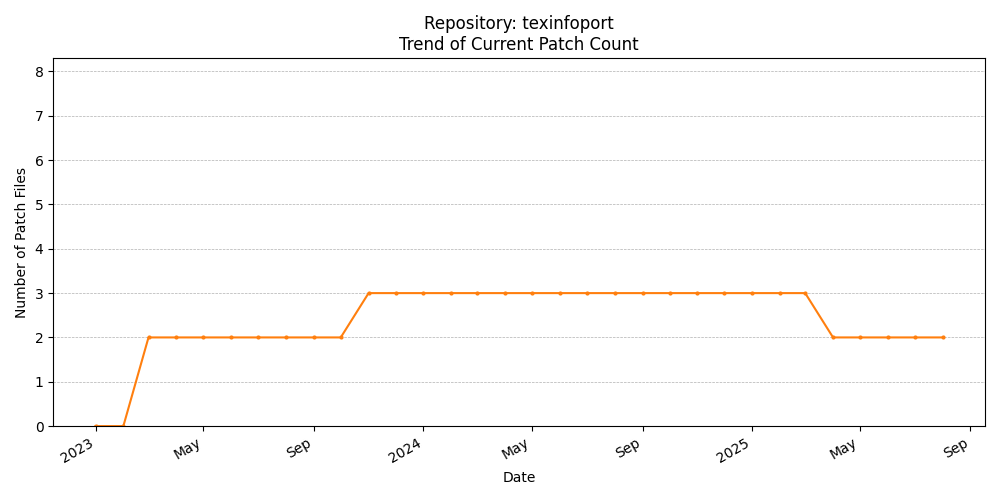 Repository: texinfoport
Trend of Current Patch Count
Number of Patch Files
8
7
6
5
4
3
2
1
0
2023
May
Sep
2024
May
Sep
2025
May
Sep
Date